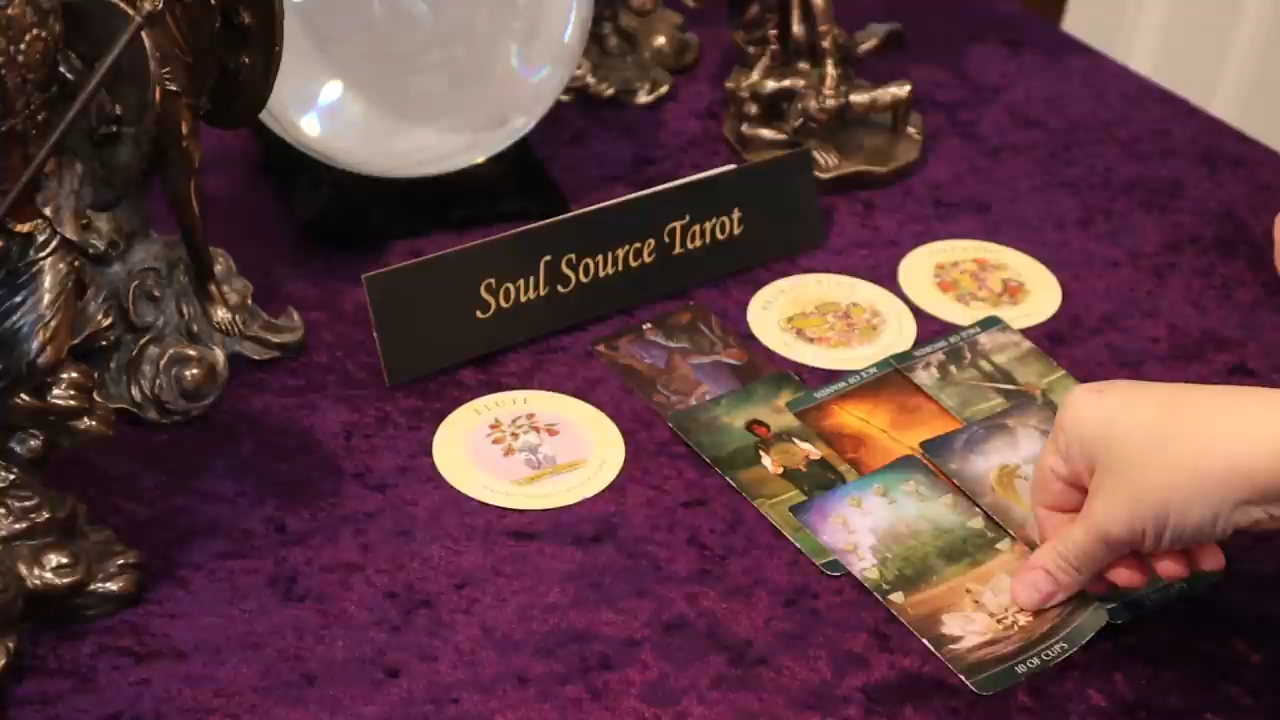 Soul Source Tarot
FLUTE
ACE OF WANDS
PAGE OF SWORDS
10 OF CUPS